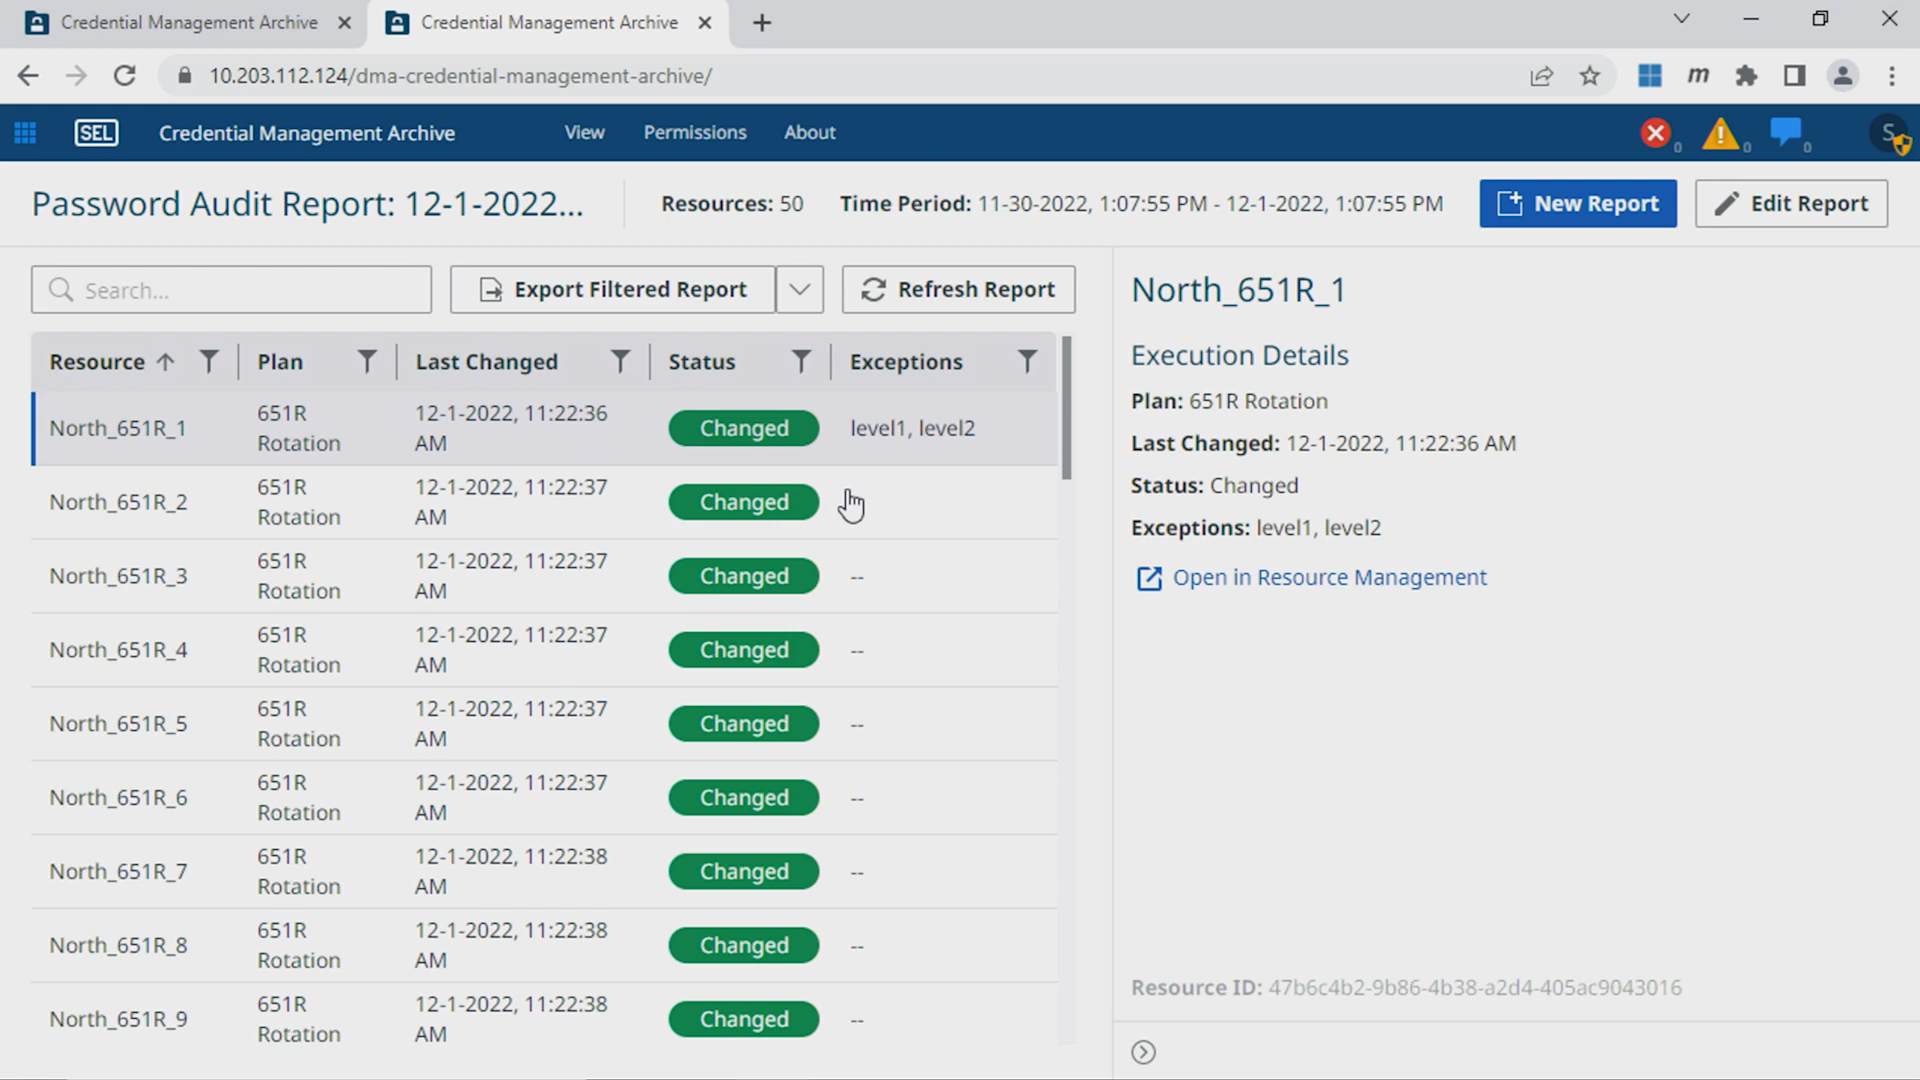 Credential Management Archive
Credential Management Archive
10.203.112.124/dma-credential-management-archive/
m
SEL
Credential Management Archive
View
Permissions
About
0
0
0
S
Password Audit Report: 12-1-2022...
Resources: 50
Time Period: 11-30-2022, 1:07:55 PM - 12-1-2022, 1:07:55 PM
New Report
Edit Report
Search...
Export Filtered Report
Refresh Report
Resource
Plan
Last Changed
Status
Exceptions
North_651R_1
651R
Rotation
12-1-2022, 11:22:36
AM
Changed
level1, level2
North_651R_2
651R
Rotation
12-1-2022, 11:22:37
AM
Changed
North_651R_3
651R
Rotation
12-1-2022, 11:22:37
AM
Changed
--
North_651R_4
651R
Rotation
12-1-2022, 11:22:37
AM
Changed
--
North_651R_5
651R
Rotation
12-1-2022, 11:22:37
AM
Changed
--
North_651R_6
651R
Rotation
12-1-2022, 11:22:37
AM
Changed
--
North_651R_7
651R
Rotation
12-1-2022, 11:22:38
AM
Changed
--
North_651R_8
651R
Rotation
12-1-2022, 11:22:38
AM
Changed
--
North_651R_9
651R
Rotation
12-1-2022, 11:22:38
AM
Changed
--
North_651R_1
Execution Details
Plan: 651R Rotation
Last Changed: 12-1-2022, 11:22:36 AM
Status: Changed
Exceptions: level1, level2
Open in Resource Management
Resource ID: 47b6c4b2-9b86-4b38-a2d4-405ac9043016